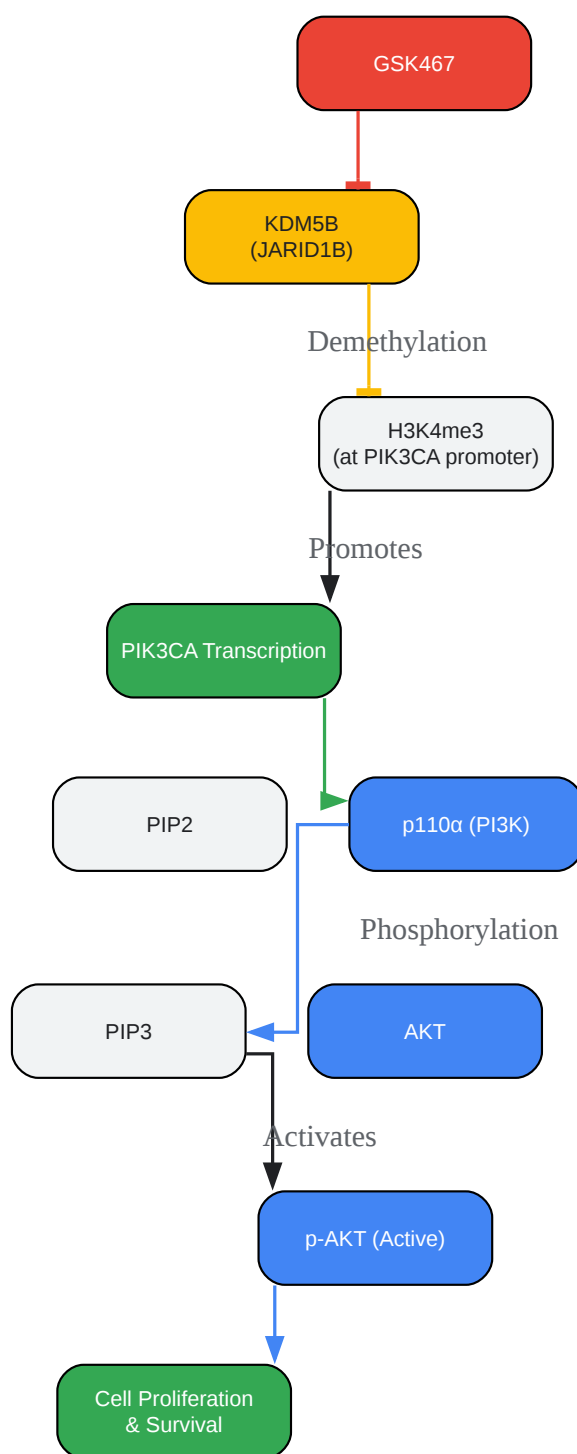 GSK467
KDM5B
(JARID1B)
Demethylation
H3K4me3
(at PIK3CA promoter)
Promotes
PIK3CA Transcription
PIP2
p110α (PI3K)
Phosphorylation
PIP3
AKT
Activates
p-AKT (Active)
Cell Proliferation
& Survival